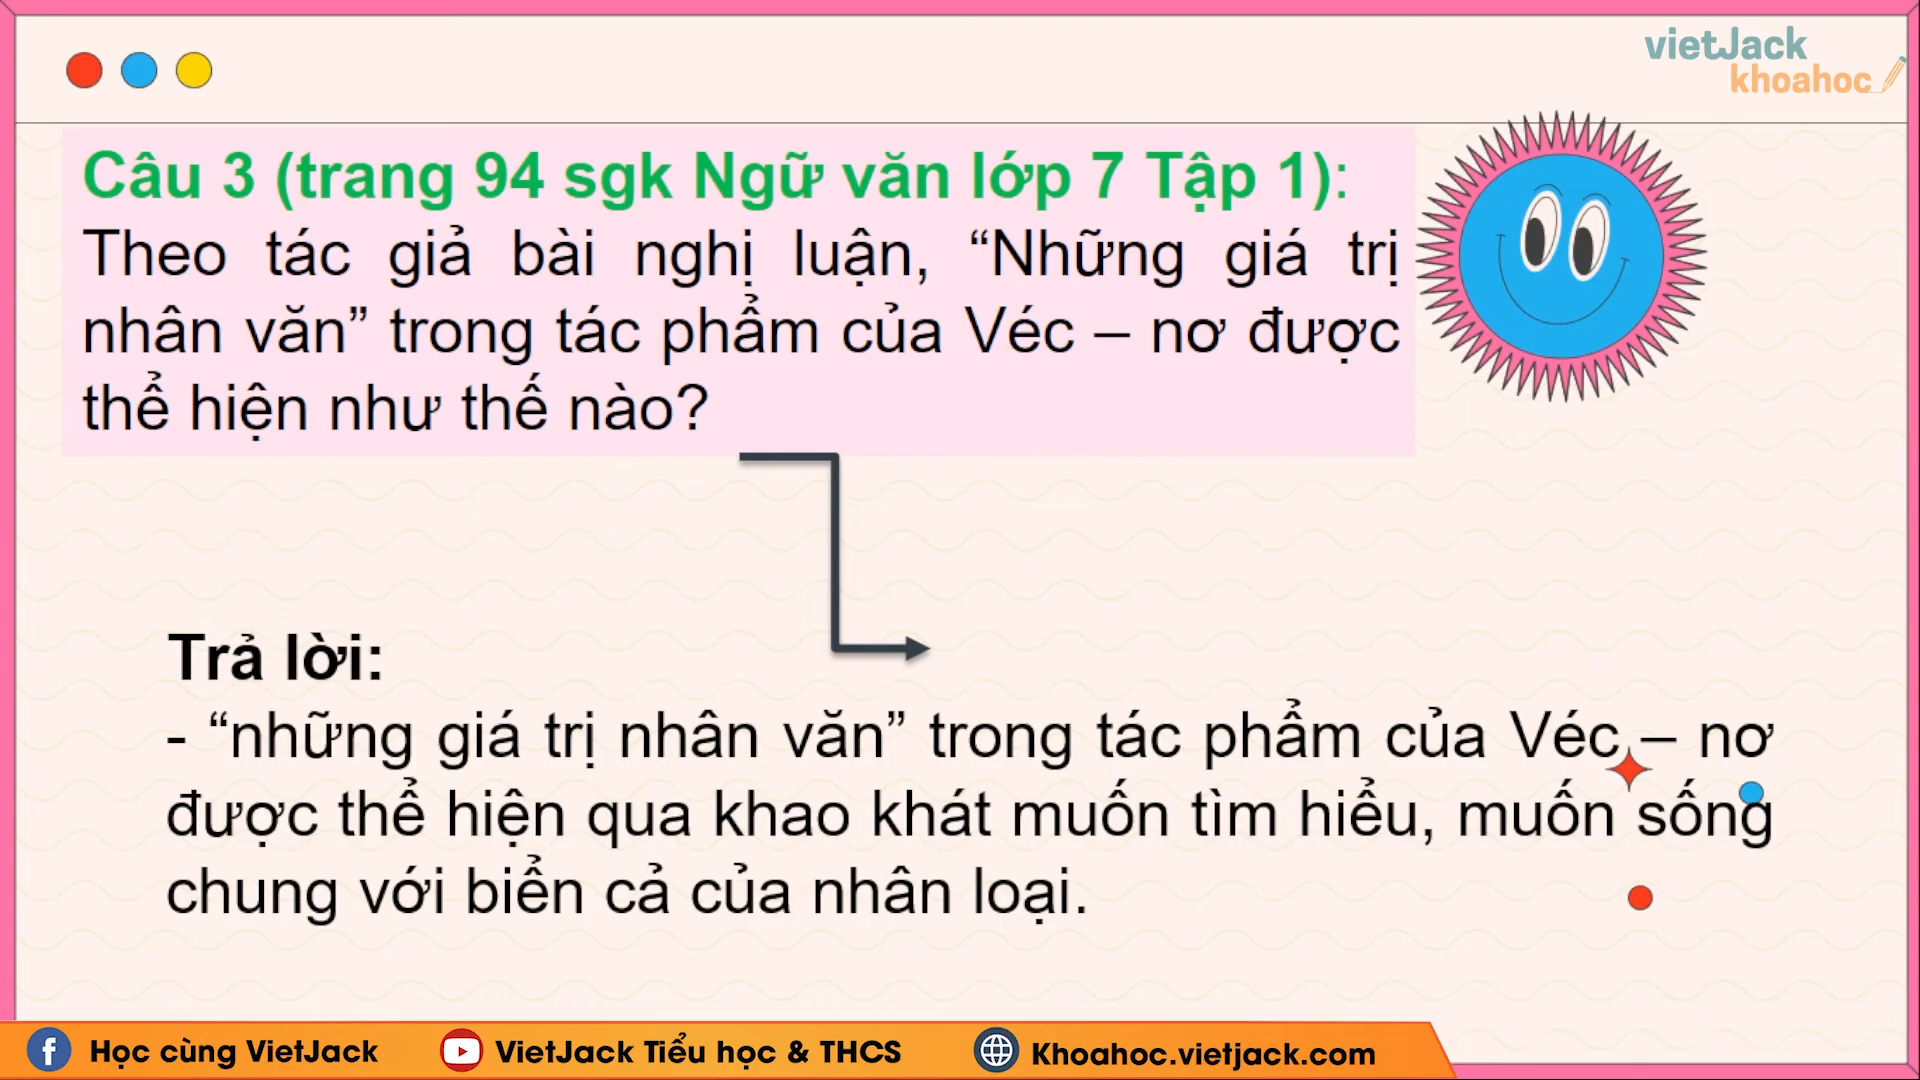 vietJack
khoahoc
Câu 3 (trang 94 sgk Ngữ văn lớp 7 Tập 1):
Theo tác giả bài nghị luận, “Những giá trị
nhân văn” trong tác phẩm của Véc – nơ được
thể hiện như thế nào?
Trả lời:
- “những giá trị nhân văn” trong tác phẩm của Véc – nơ
được thể hiện qua khao khát muốn tìm hiểu, muốn sống
chung với biển cả của nhân loại.
Học cùng VietJack
VietJack Tiểu học & THCS
Khoahoc.vietjack.com